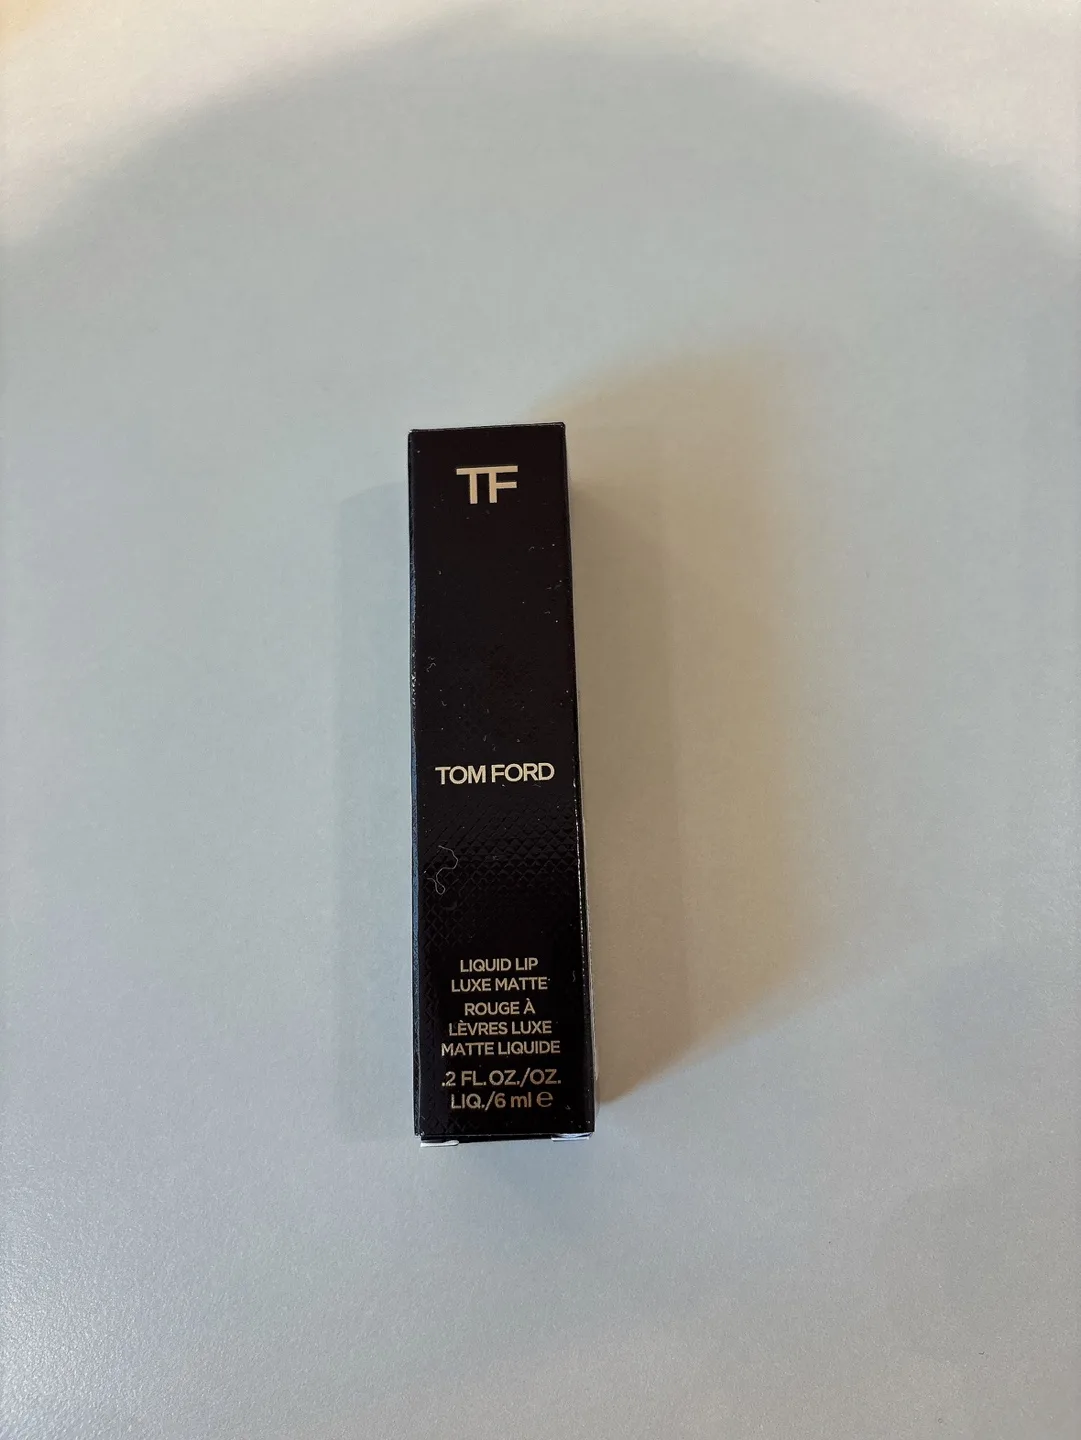 TF
TOM FORD
LIQUID LIP
LUXE MATTE
ROUGE À
LÈVRES LUXE
MATTE LIQUIDE
.2 FL. OZ./OZ.
LIQ./6 ml ℮